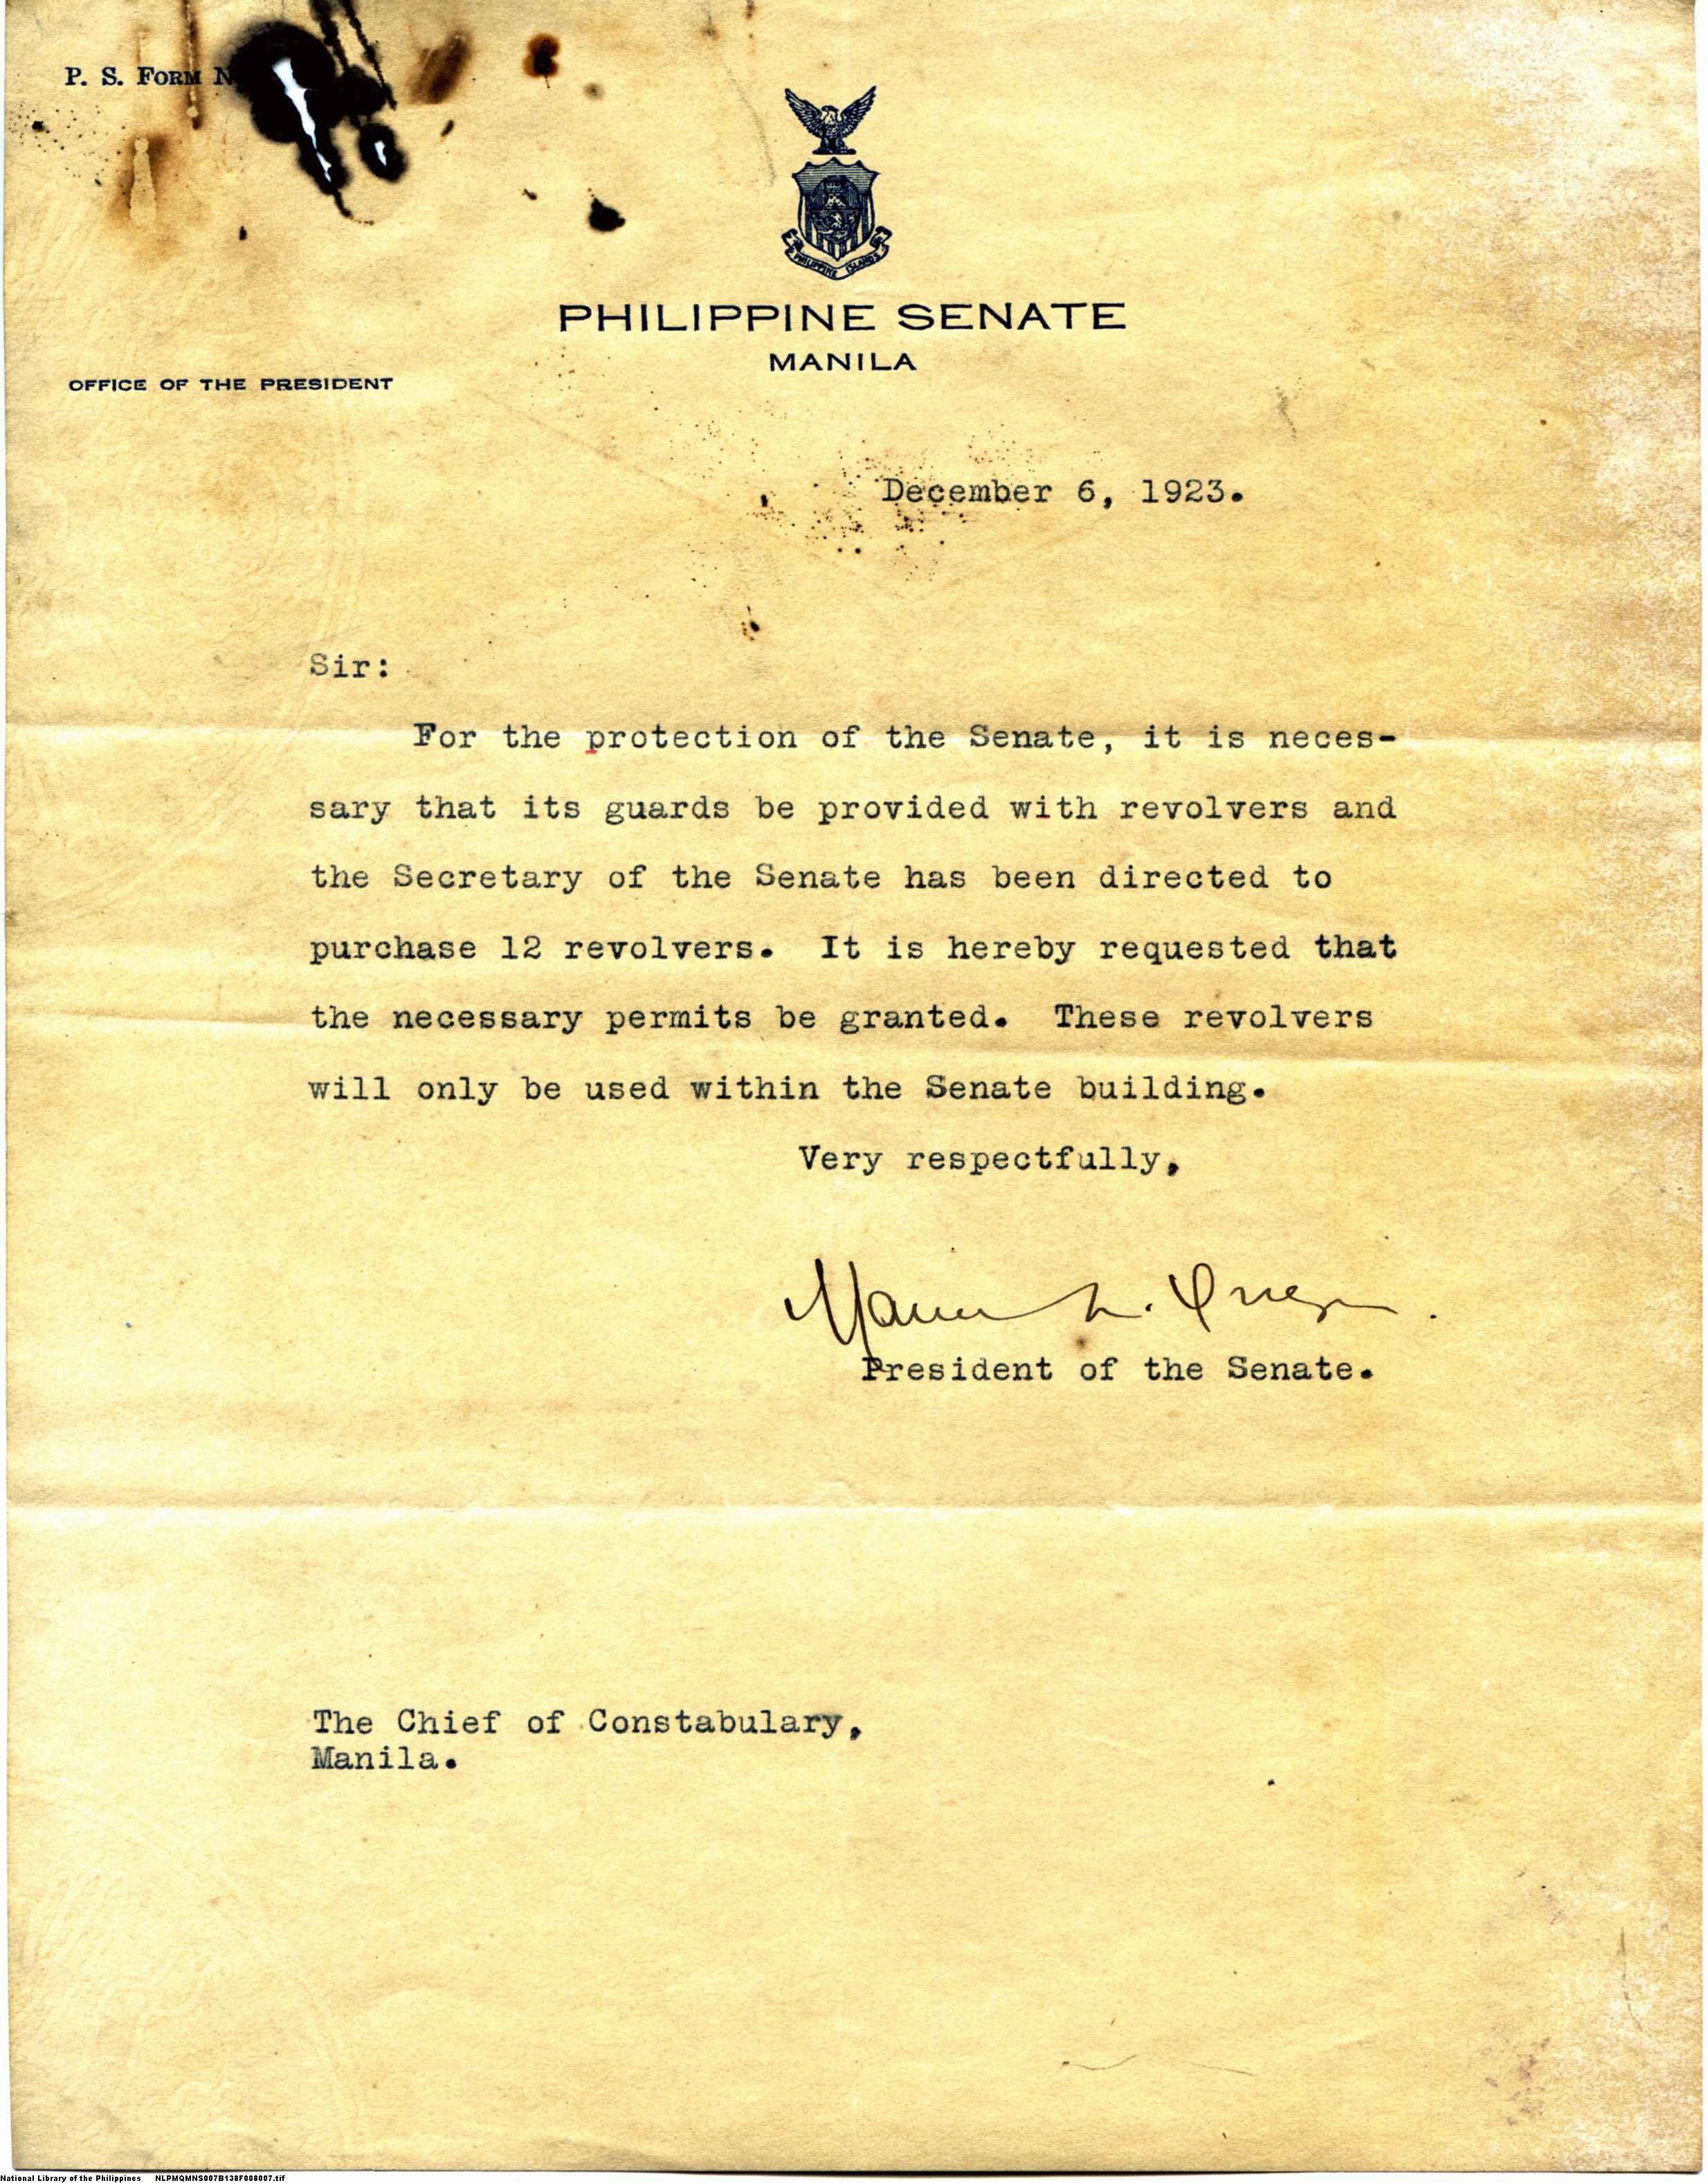 P. S. FORM N
PHILIPPINE ISLANDS
PHILIPPINE SENATE
MANILA
OFFICE OF THE PRESIDENT
December 6, 1923.
Sir:
For the protection of the Senate, it is neces-
sary that its guards be provided with revolvers and
the Secretary of the Senate has been directed to
purchase 12 revolvers. It is hereby requested that
the necessary permits be granted. These revolvers
will only be used within the Senate building.
Very respectfully,
Manuel L. Quezon
President of the Senate.
The Chief of Constabulary,
Manila.
National Library of the Philippines NLPMQMNS007B138F008007.tif